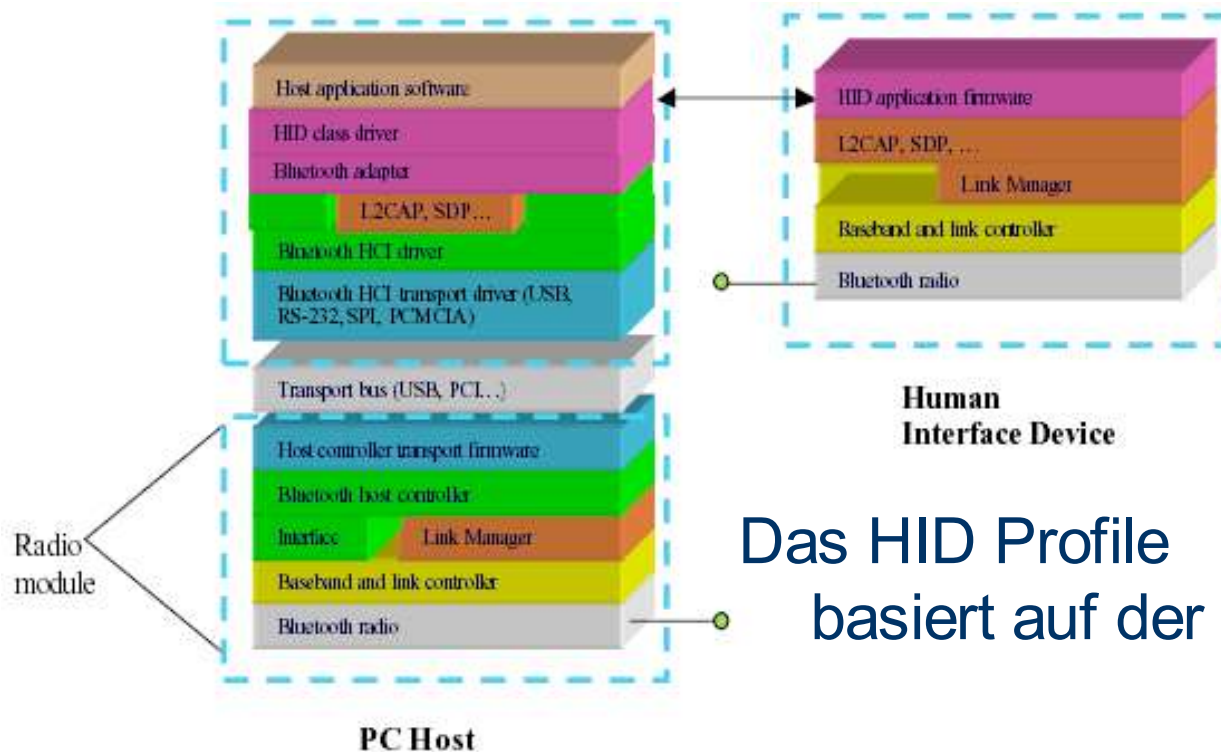 Host application software
HID class driver
Bluetooth adapter
L2CAP, SDP...
Bluetooth HCI driver
Bluetooth HCI transport driver (USB,
RS-232, SPI, PCMCIA)
Transport bus (USB, PCI...)
Host controller transport firmware
Bluetooth host controller
Interface
Link Manager
Baseband and link controller
Bluetooth radio
Radio
module
PC Host
HID application firmware
L2CAP, SDP, ...
Link Manager
Baseband and link controller
Bluetooth radio
Human
Interface Device
Das HID Profile
basiert auf der